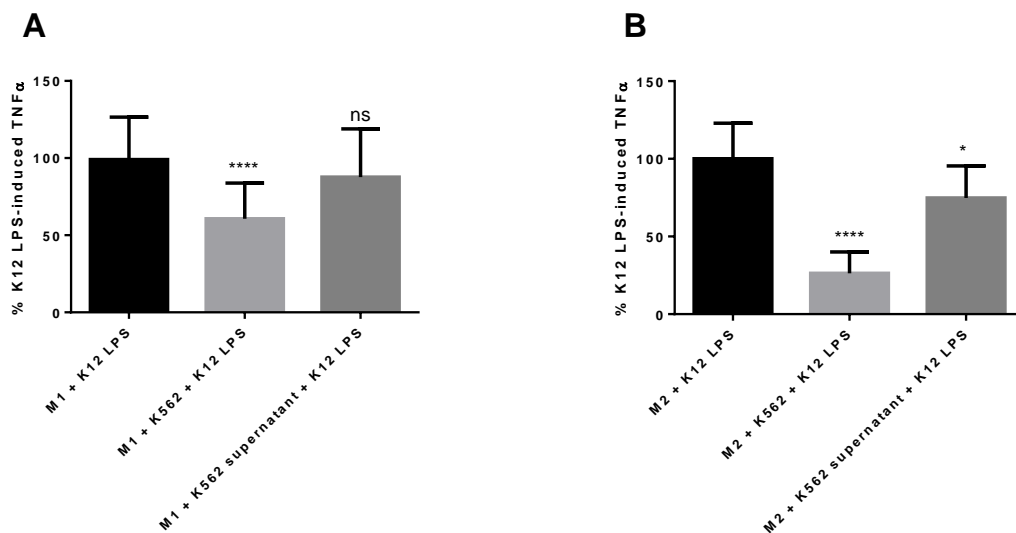 A
% K12 LPS-induced TNFα
150
100
50
0
****
ns
M1 + K12 LPS
M1 + K562 + K12 LPS
M1 + K562 supernatant + K12 LPS
B
% K12 LPS-induced TNFα
150
100
50
0
****
*
M2 + K12 LPS
M2 + K562 + K12 LPS
M2 + K562 supernatant + K12 LPS